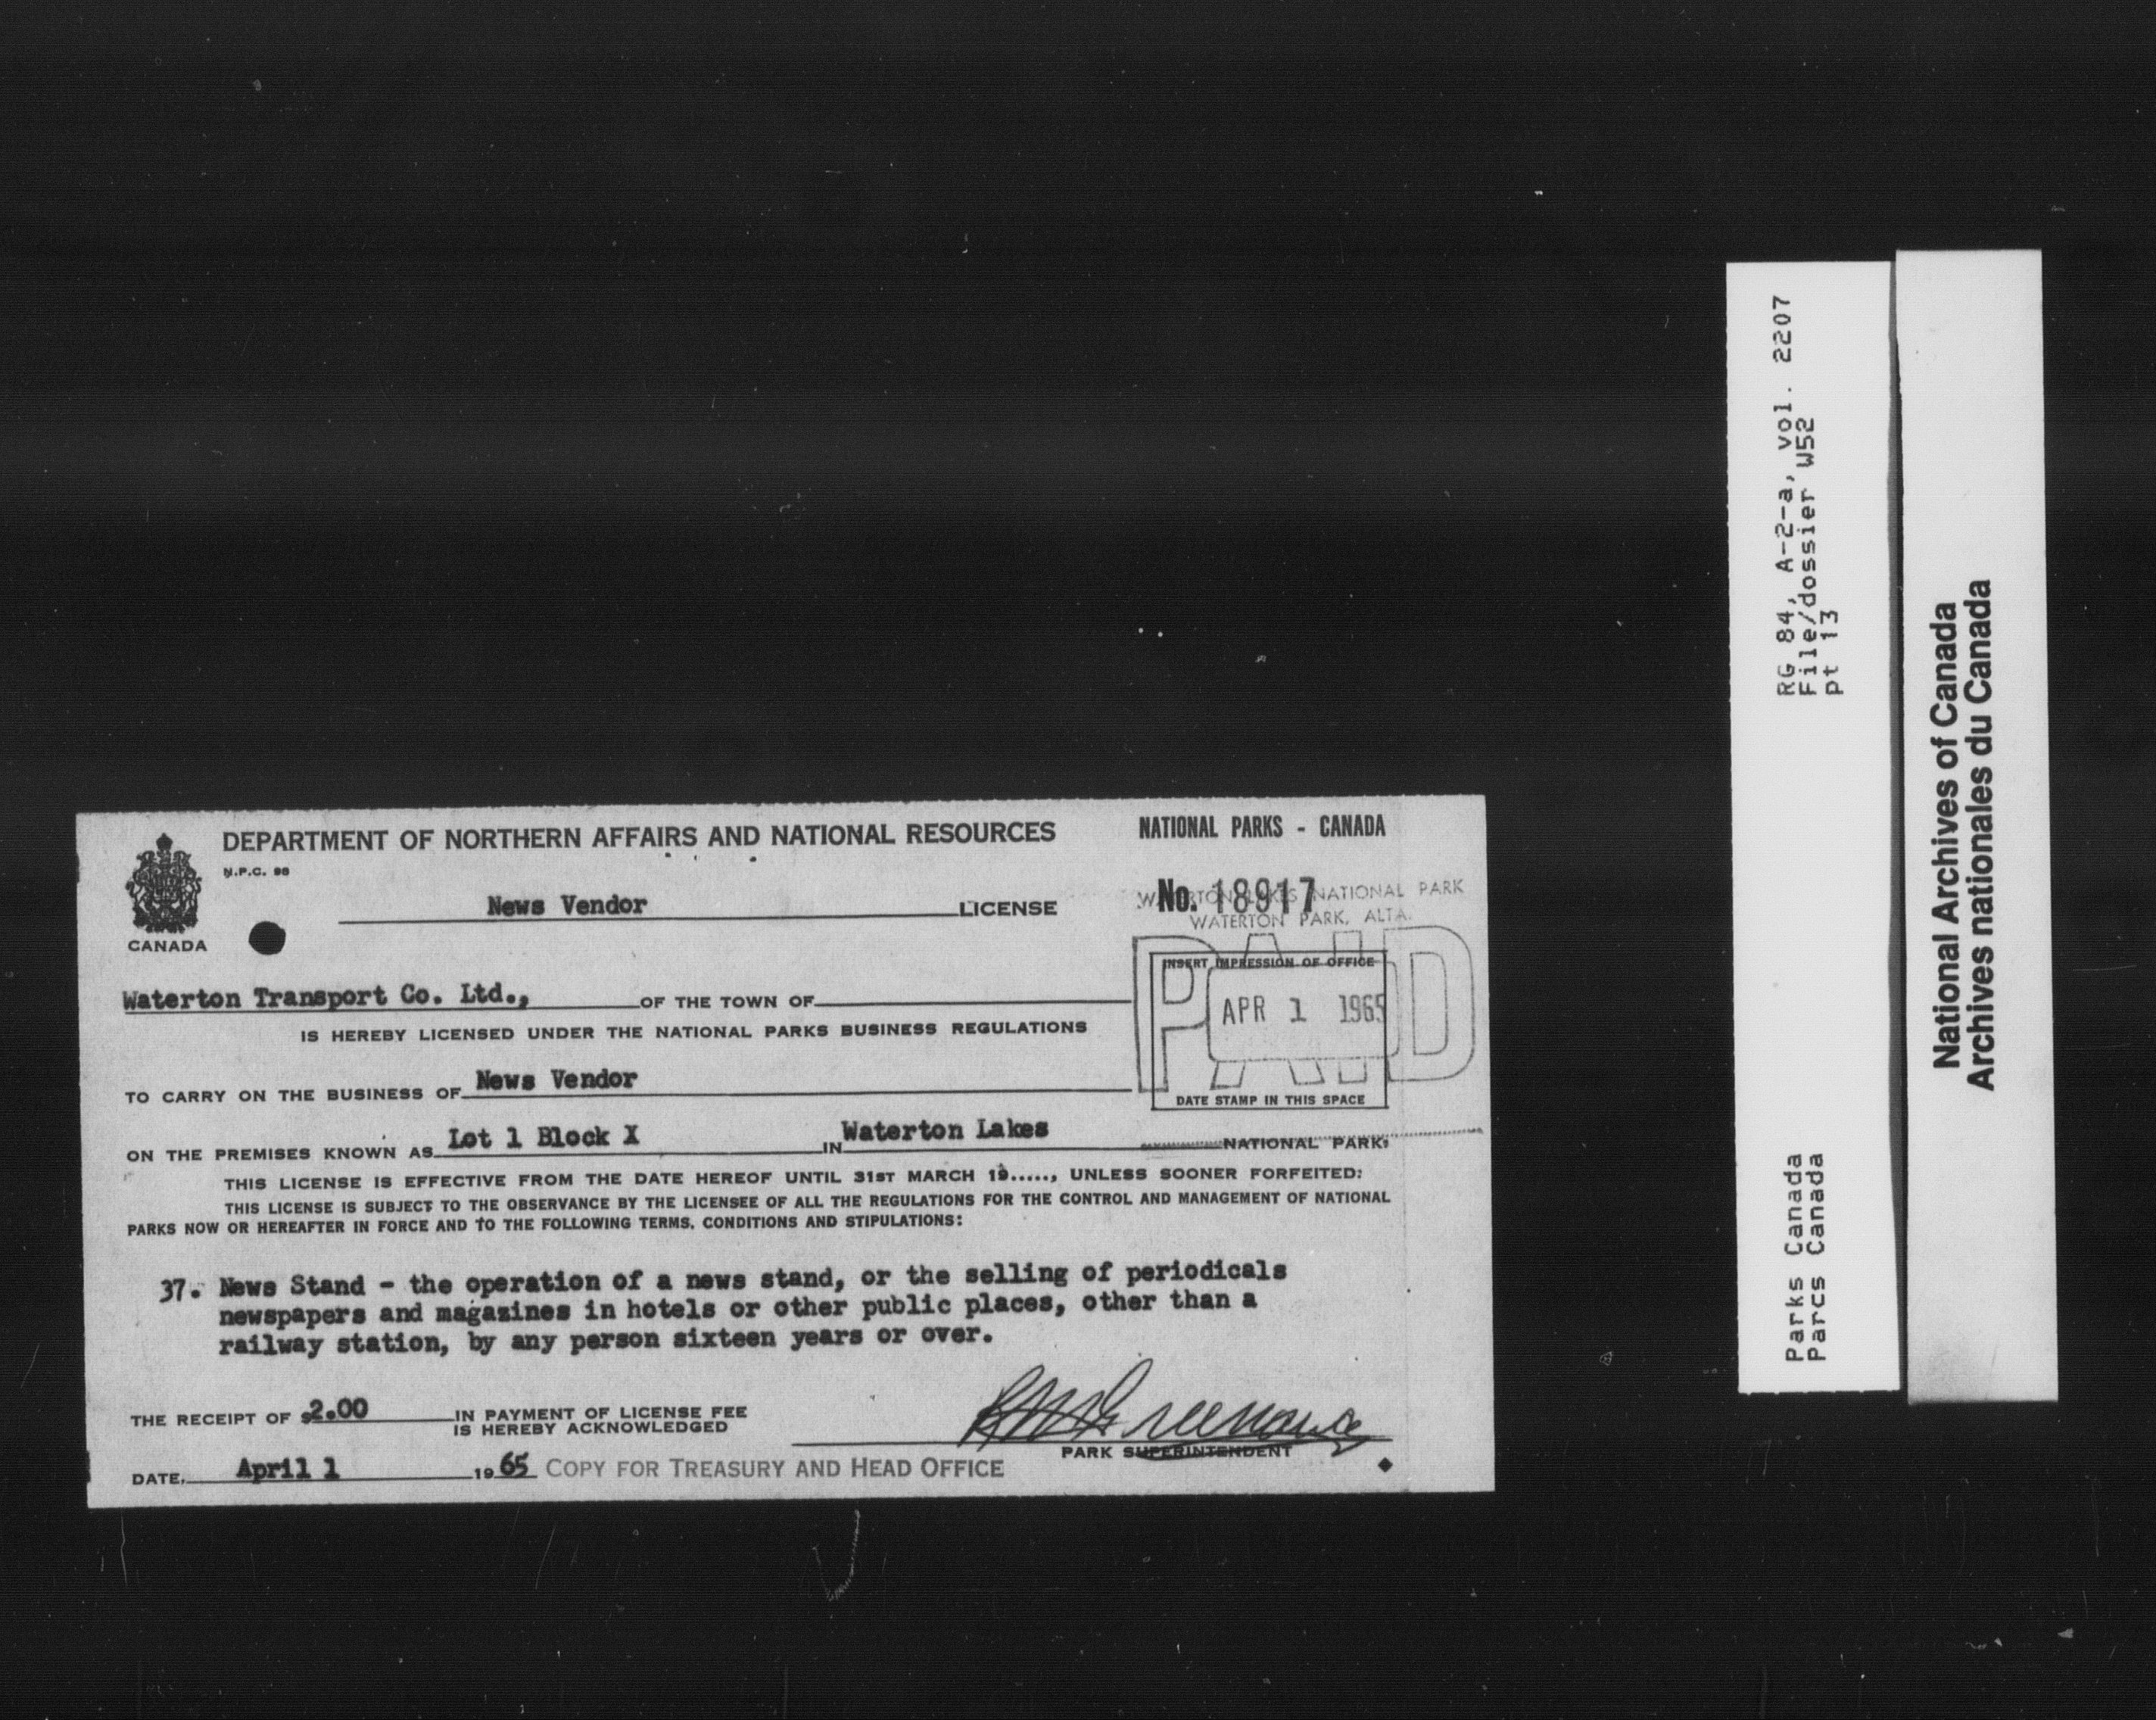 DEPARTMENT OF NORTHERN AFFAIRS AND NATIONAL RESOURCES
NATIONAL PARKS - CANADA
N.P.C. 98
CANADA
News Vendor LICENSE
No. 18917
WATERTON LAKES NATIONAL PARK
WATERTON PARK, ALTA.
PAID
INSERT IMPRESSION OF OFFICE
APR 1 1965
DATE STAMP IN THIS SPACE
Waterton Transport Co. Ltd., OF THE TOWN OF
IS HEREBY LICENSED UNDER THE NATIONAL PARKS BUSINESS REGULATIONS
TO CARRY ON THE BUSINESS OF News Vendor
ON THE PREMISES KNOWN AS Lot 1 Block X IN Waterton Lakes NATIONAL PARK:
THIS LICENSE IS EFFECTIVE FROM THE DATE HEREOF UNTIL 31ST MARCH 19....., UNLESS SOONER FORFEITED:
THIS LICENSE IS SUBJECT TO THE OBSERVANCE BY THE LICENSEE OF ALL THE REGULATIONS FOR THE CONTROL AND MANAGEMENT OF NATIONAL
PARKS NOW OR HEREAFTER IN FORCE AND TO THE FOLLOWING TERMS, CONDITIONS AND STIPULATIONS:
37. News Stand - the operation of a news stand, or the selling of periodicals
newspapers and magazines in hotels or other public places, other than a
railway station, by any person sixteen years or over.
THE RECEIPT OF $2.00 IN PAYMENT OF LICENSE FEE
IS HEREBY ACKNOWLEDGED
PARK SUPERINTENDENT
DATE, April 1 1965 COPY FOR TREASURY AND HEAD OFFICE
RG 84, A-2-a, vol. 2207
File/dossier W52
pt 13
Parks Canada
Parcs Canada
National Archives of Canada
Archives nationales du Canada